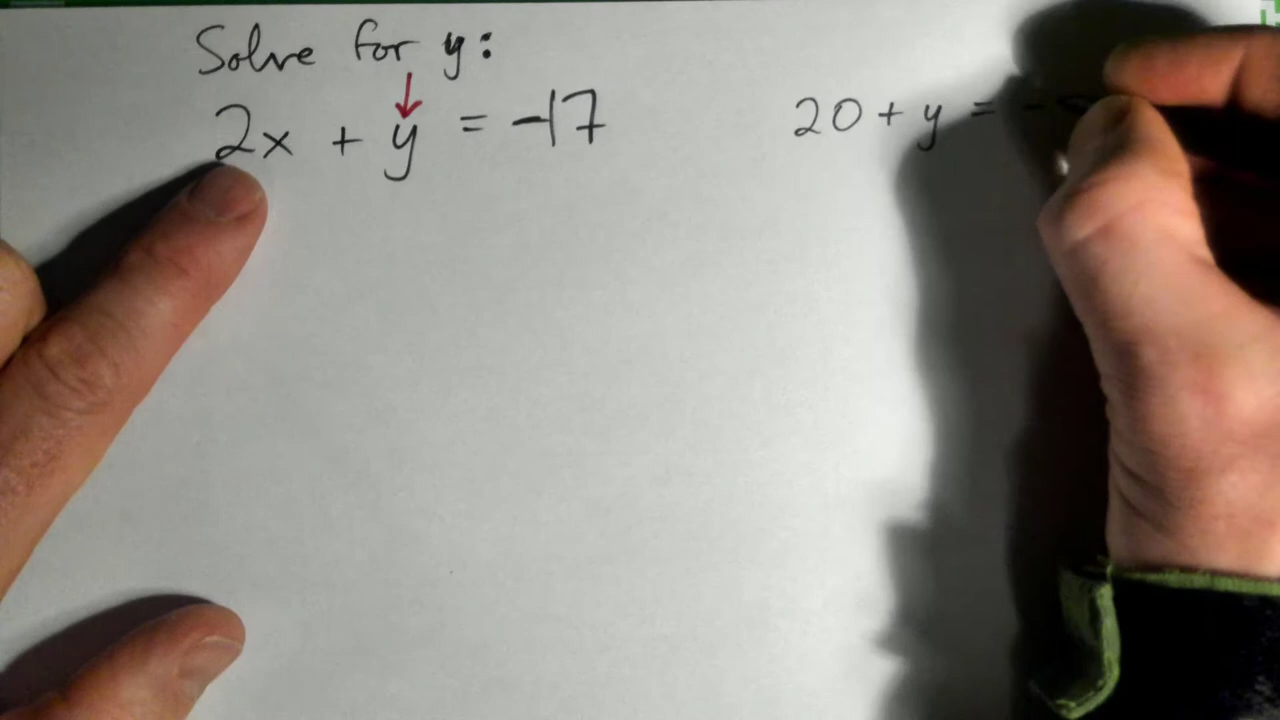 Solve for y:
2x + y = -17
20 + y = -